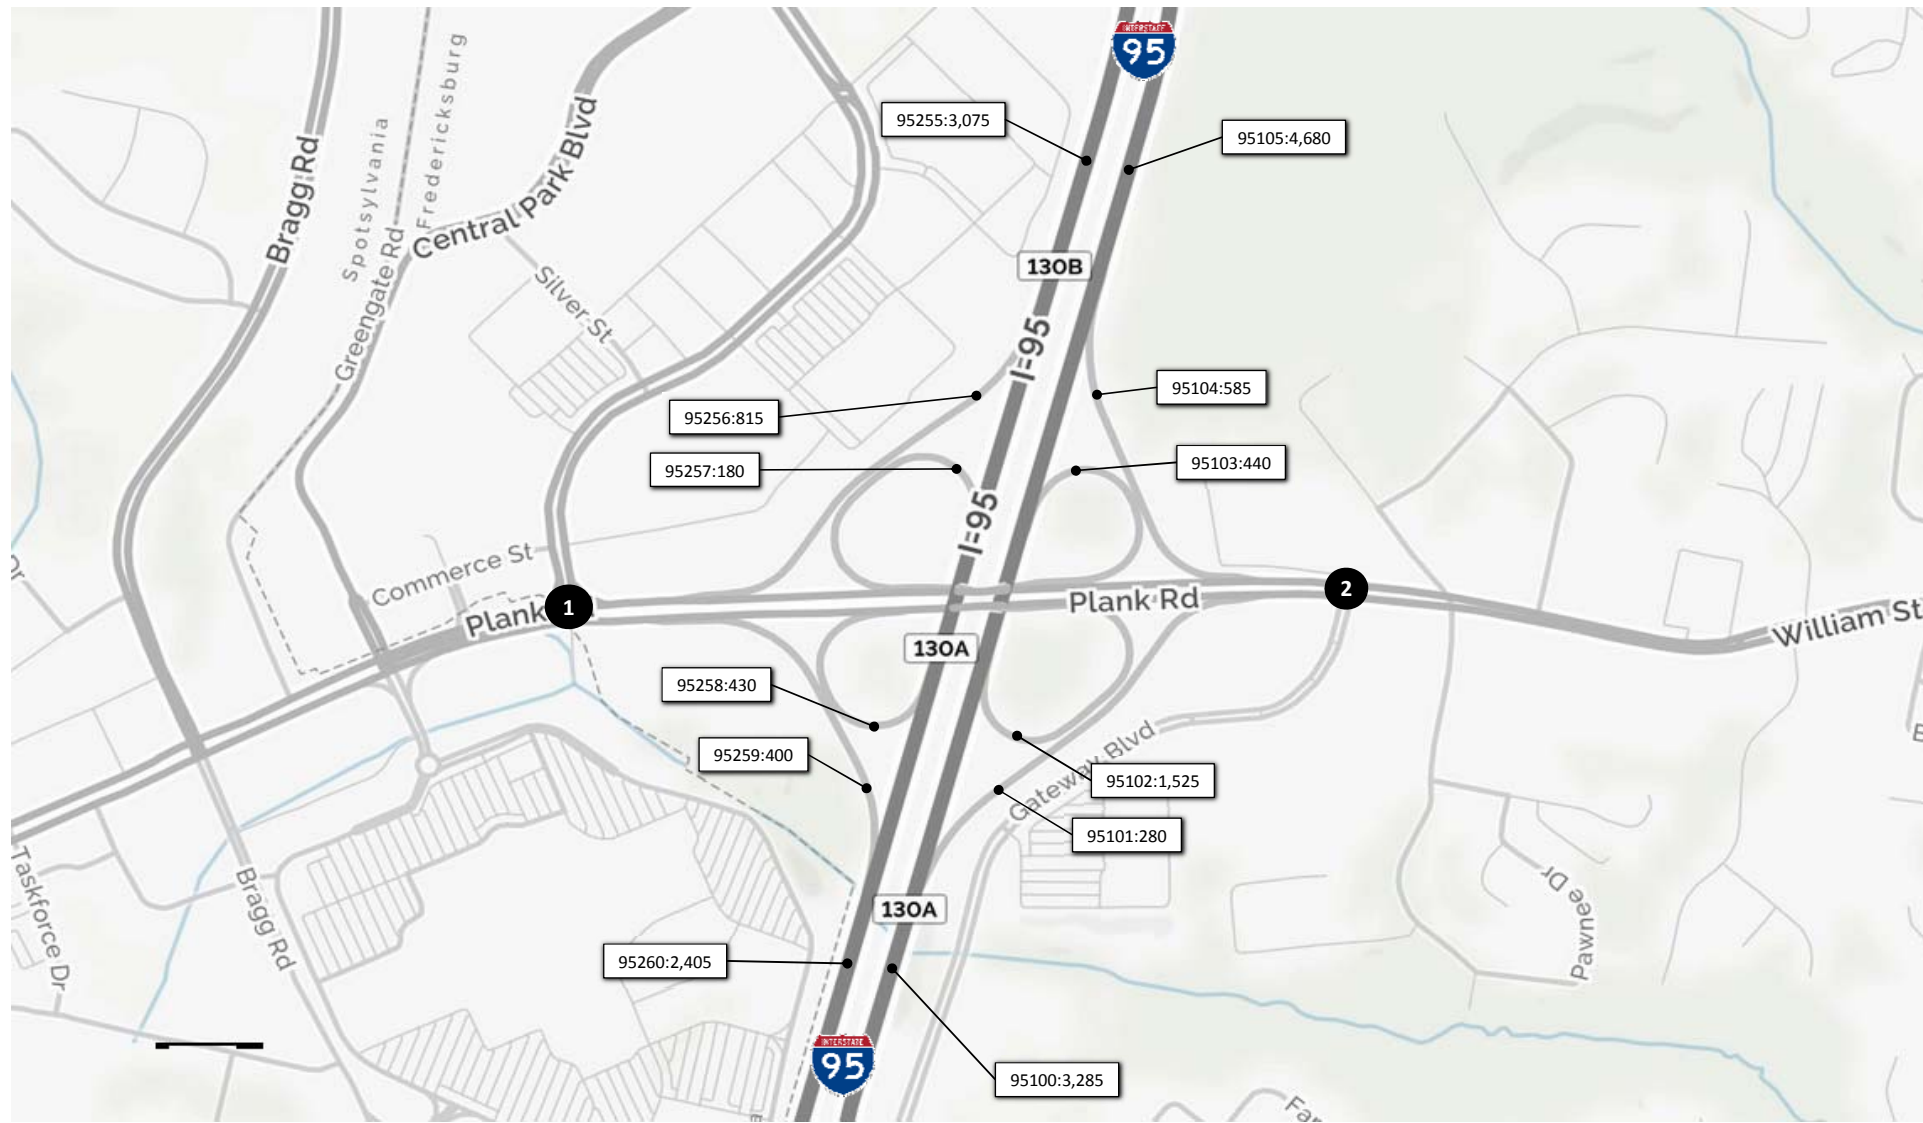 INTERSTATE
95
95255:3,075
95105:4,680
Bragg Rd
Spotsylvania
Fredericksburg
Central Park Blvd
Greengate Rd
Silver St
130B
I-95
95256:815
95104:585
95257:180
95103:440
I-95
Commerce St
Plank
1
Plank Rd
2
William St
130A
95258:430
95259:400
Gateway Blvd
95102:1,525
95101:280
Taskforce Dr
Bragg Rd
130A
Pawnee Dr
95260:2,405
INTERSTATE
95
95100:3,285